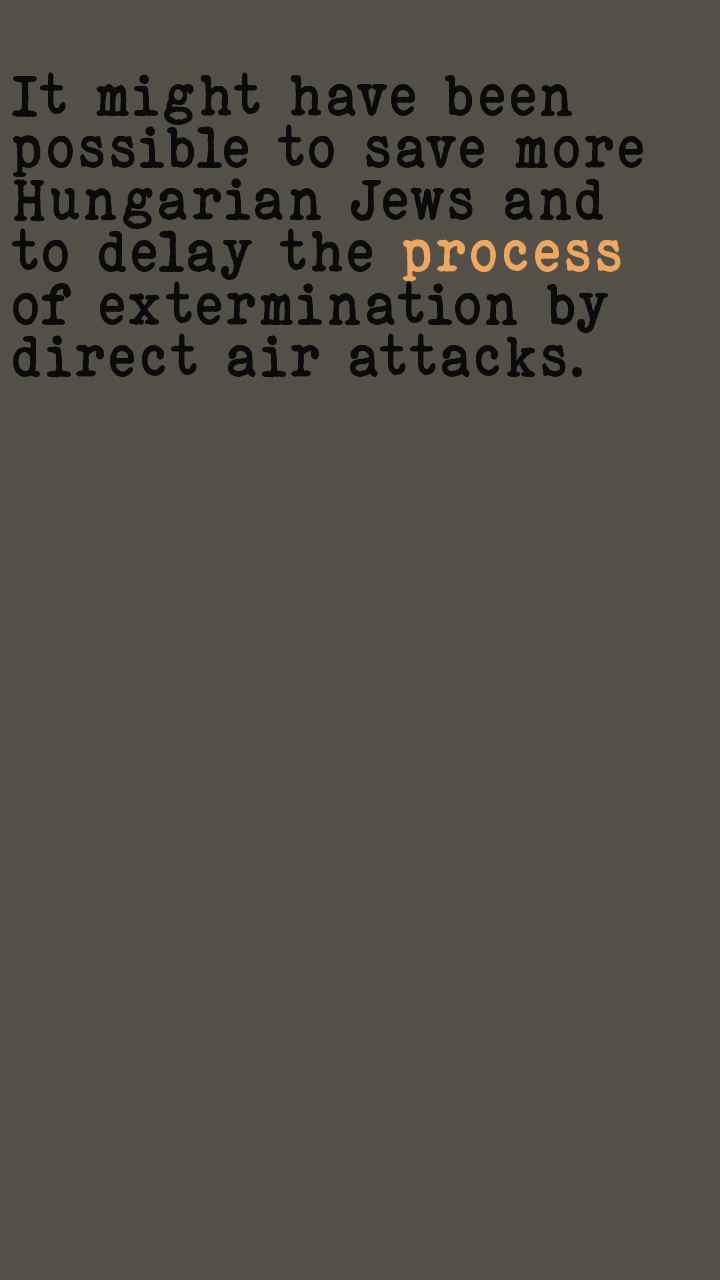 It might have been
possible to save more
Hungarian Jews and
to delay the process
of extermination by
direct air attacks.